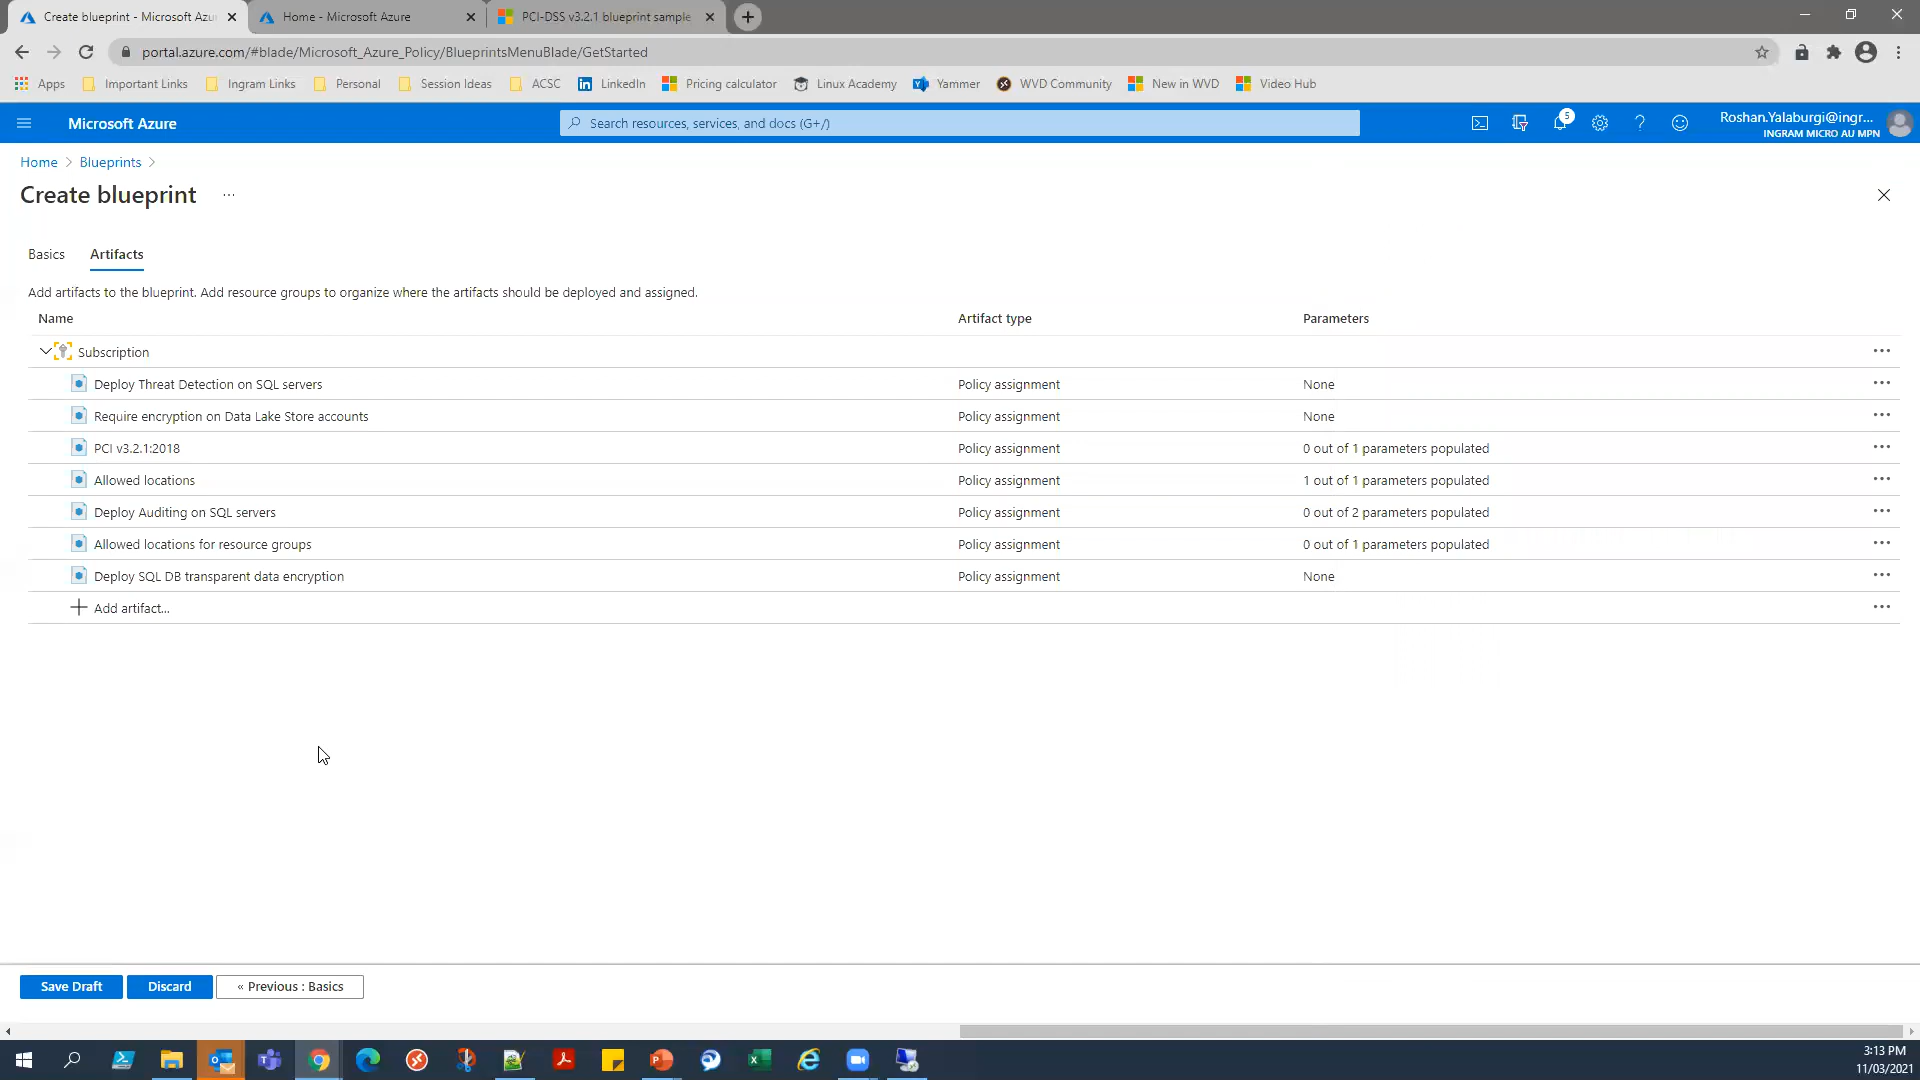 Create blueprint - Microsoft Azu
Home - Microsoft Azure
PCI-DSS v3.2.1 blueprint sample
portal.azure.com/#blade/Microsoft_Azure_Policy/BlueprintsMenuBlade/GetStarted
Apps
Important Links
Ingram Links
Personal
Session Ideas
ACSC
LinkedIn
Pricing calculator
Linux Academy
Yammer
WVD Community
New in WVD
Video Hub
Microsoft Azure
Search resources, services, and docs (G+/)
5
Roshan.Yalaburgi@ingr...
INGRAM MICRO AU MPN
Home > Blueprints >
Create blueprint ...
Basics
Artifacts
Add artifacts to the blueprint. Add resource groups to organize where the artifacts should be deployed and assigned.
Name Artifact type Parameters
Subscription
Deploy Threat Detection on SQL servers Policy assignment None
Require encryption on Data Lake Store accounts Policy assignment None
PCI v3.2.1:2018 Policy assignment 0 out of 1 parameters populated
Allowed locations Policy assignment 1 out of 1 parameters populated
Deploy Auditing on SQL servers Policy assignment 0 out of 2 parameters populated
Allowed locations for resource groups Policy assignment 0 out of 1 parameters populated
Deploy SQL DB transparent data encryption Policy assignment None
Add artifact...
Save Draft
Discard
« Previous : Basics
3:13 PM
11/03/2021